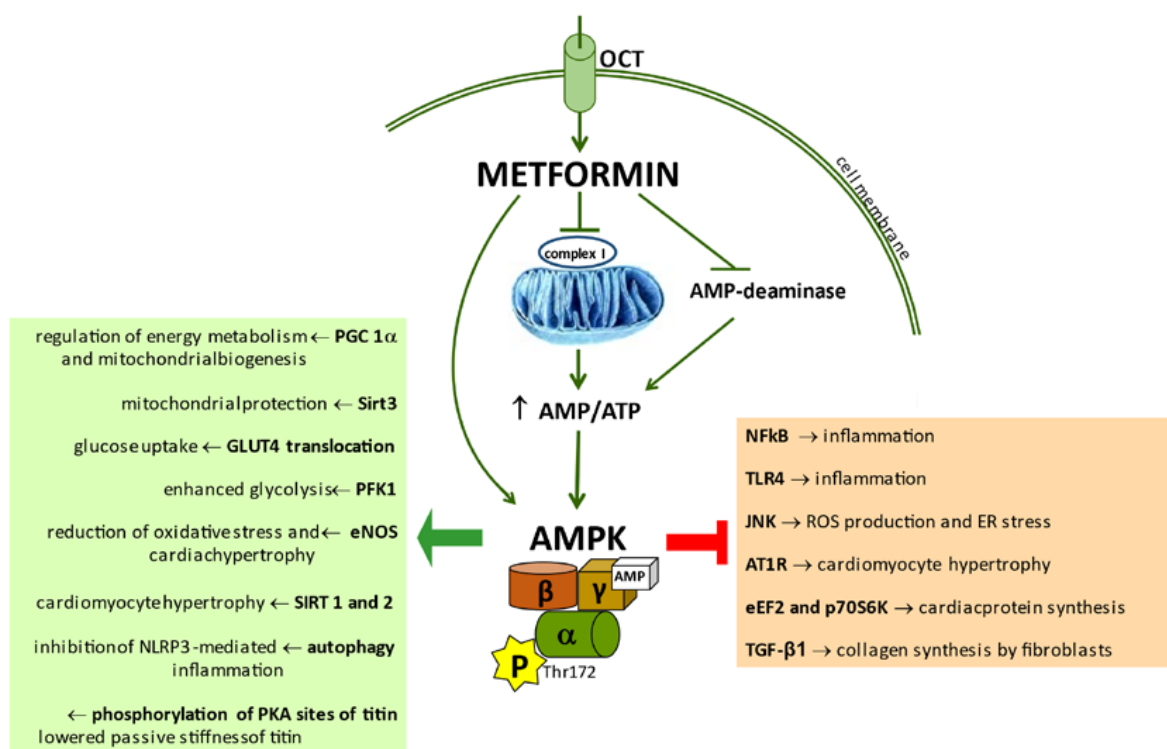 OCT
cell membrane
METFORMIN
complex I
AMP-deaminase
↑ AMP/ATP
AMPK
β
γ
AMP
α
P
Thr172
regulation of energy metabolism ← PGC 1α
and mitochondrialbiogenesis
mitochondrialprotection ← Sirt3
glucoseuptake ← GLUT4 translocation
enhanced glycolysis← PFK1
reduction of oxidativestress and ← eNOS
cardiachypertrophy
cardiomyocytehypertrophy ← SIRT 1 and 2
inhibitionof NLRP3-mediated ← autophagy
inflammation
← phosphorylation of PKA sites of titin
lowered passive stiffnessof titin
NFkB → inflammation
TLR4 → inflammation
JNK → ROS production and ER stress
AT1R → cardiomyocyte hypertrophy
eEF2 and p70S6K → cardiacprotein synthesis
TGF-β1 → collagen synthesis by fibroblasts